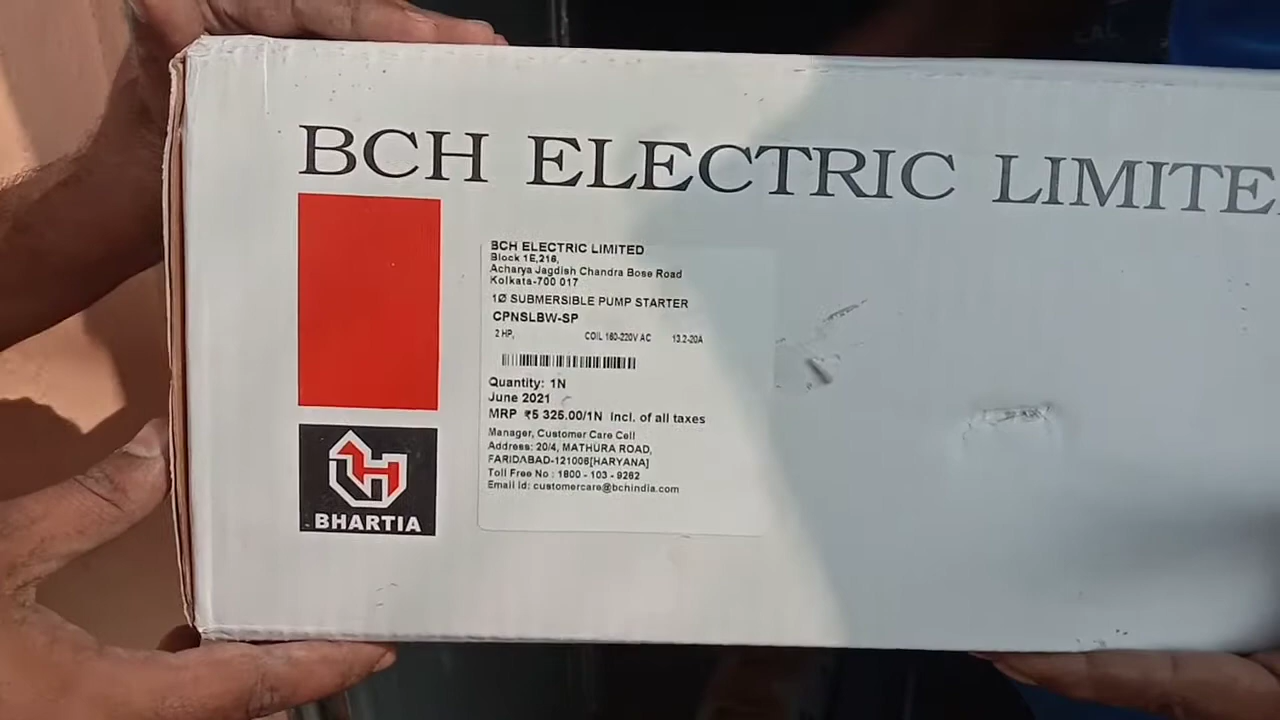 BCH ELECTRIC LIMITE
BCH ELECTRIC LIMITED
Block 1E,216,
Acharya Jagdish Chandra Bose Road
Kolkata-700 017
1Ø SUBMERSIBLE PUMP STARTER
CPNSLBW-SP
2 HP, COIL 160-220V AC 13.2-20A
Quantity: 1N
June 2021
MRP ₹5 325.00/1N Incl. of all taxes
Manager, Customer Care Cell
Address: 20/4, MATHURA ROAD,
FARIDABAD-121006[HARYANA]
Toll Free No : 1800 - 103 - 9262
Email Id: customercare@bchindia.com
BHARTIA